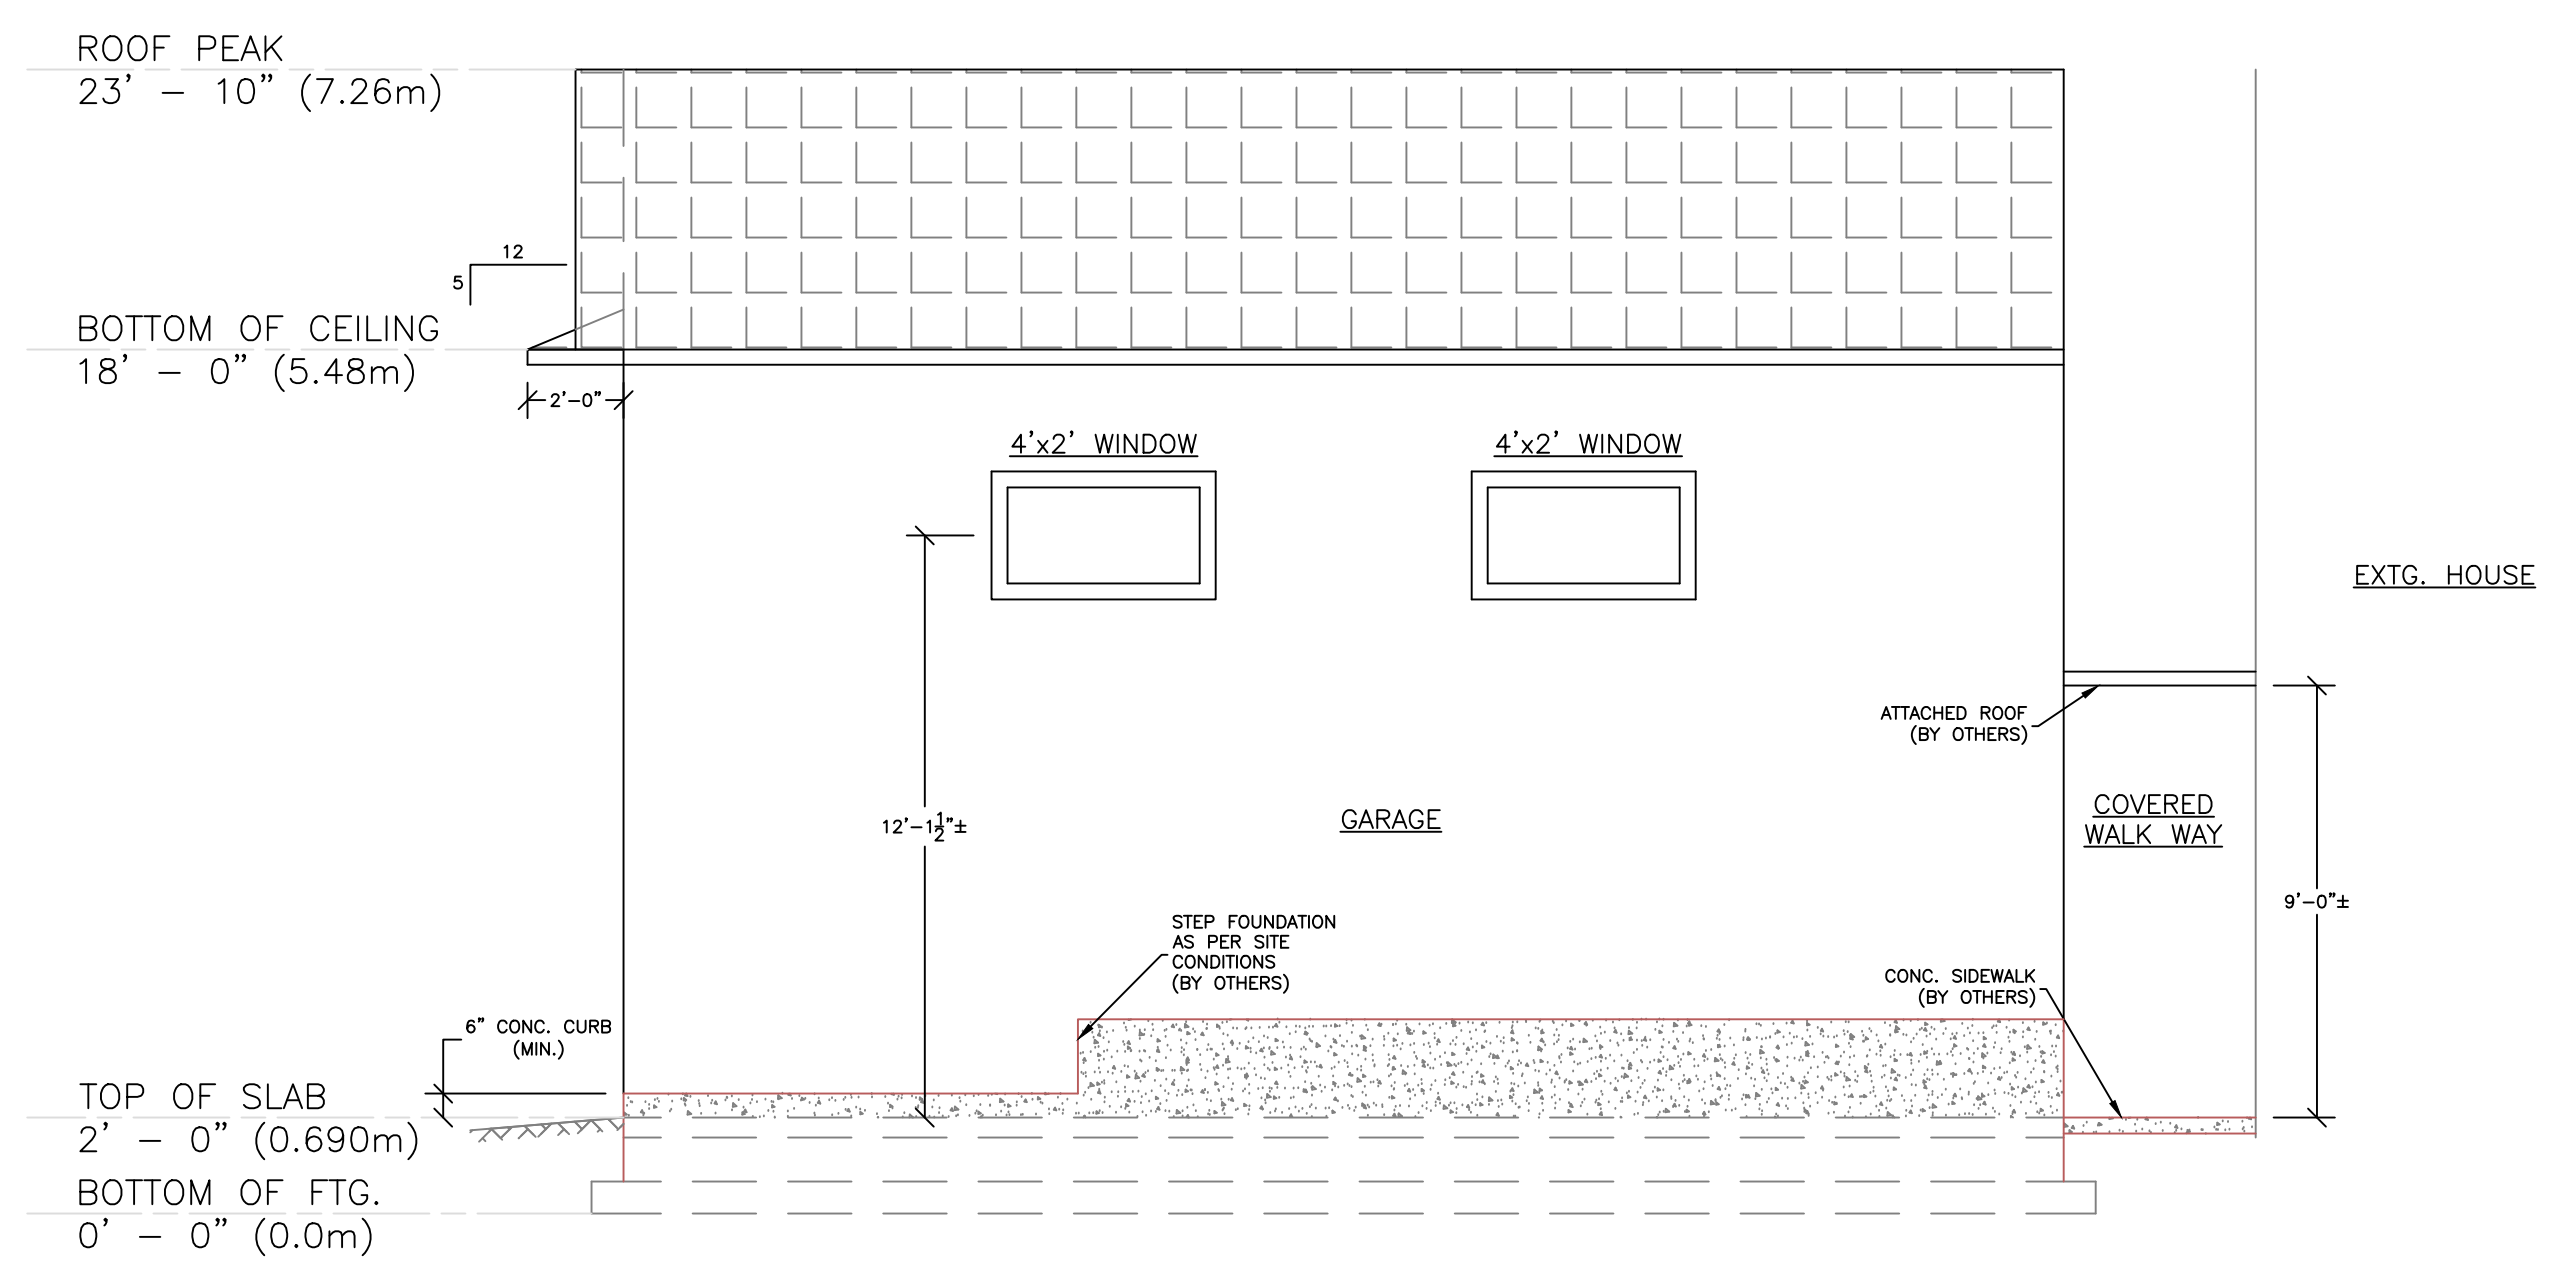 ROOF PEAK
23' - 10" (7.26m)
12
5
BOTTOM OF CEILING
18' - 0" (5.48m)
2'-0"
4'x2' WINDOW
4'x2' WINDOW
EXTG. HOUSE
ATTACHED ROOF
(BY OTHERS)
COVERED
WALK WAY
GARAGE
12'-1 1/2"±
9'-0"±
STEP FOUNDATION
AS PER SITE
CONDITIONS
(BY OTHERS)
CONC. SIDEWALK
(BY OTHERS)
6" CONC. CURB
(MIN.)
TOP OF SLAB
2' - 0" (0.690m)
BOTTOM OF FTG.
0' - 0" (0.0m)